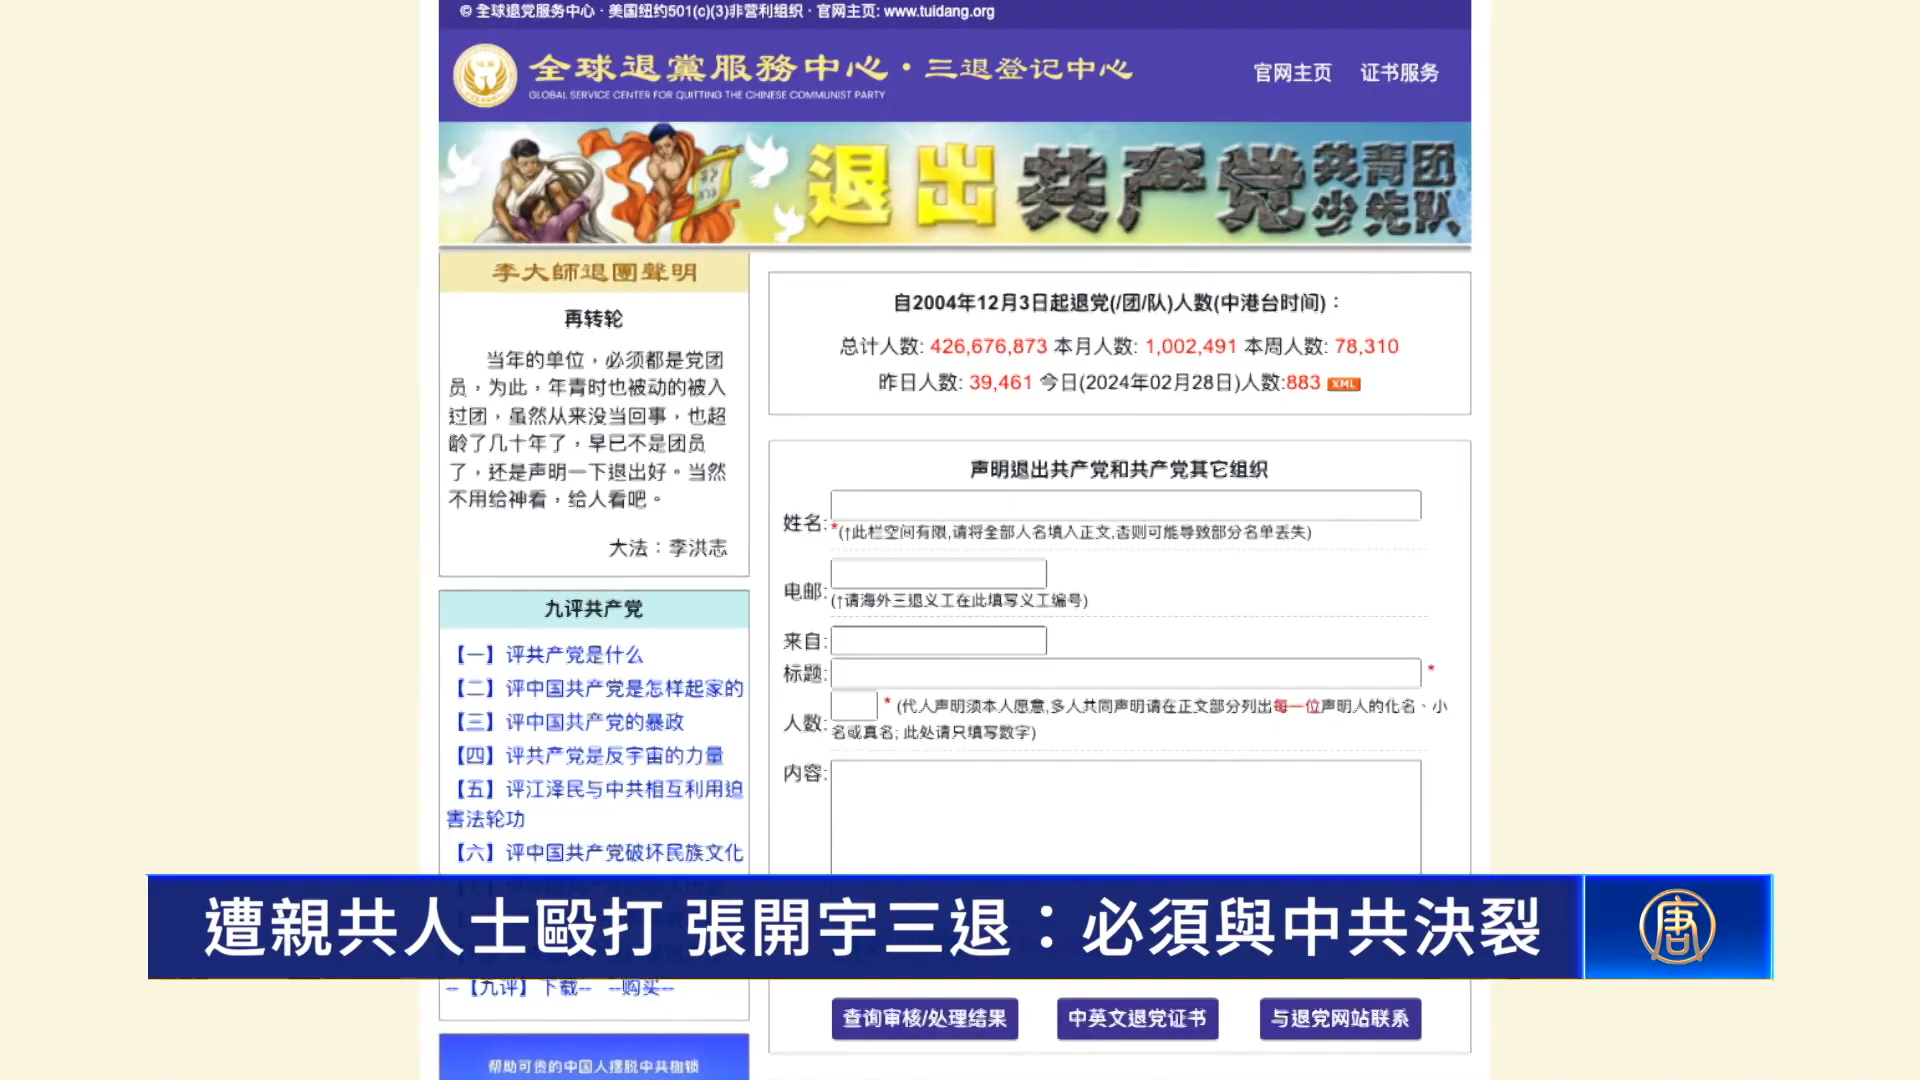 © 全球退党服务中心 · 美国纽约501(c)(3)非营利组织 · 官网主页: www.tuidang.org
全球退黨服務中心·三退登记中心
GLOBAL SERVICE CENTER FOR QUITTING THE CHINESE COMMUNIST PARTY
官网主页 证书服务
退出共产党 共青团
少先队
李大師退團聲明
再转轮
当年的单位，必须都是党团
员，为此，年青时也被动的被入
过团，虽然从来没当回事，也超
龄了几十年了，早已不是团员
了，还是声明一下退出好。当然
不用给神看，给人看吧。
大法：李洪志
九评共产党
【一】评共产党是什么
【二】评中国共产党是怎样起家的
【三】评中国共产党的暴政
【四】评共产党是反宇宙的力量
【五】评江泽民与中共相互利用迫
害法轮功
【六】评中国共产党破坏民族文化
--【九评】下载-- --购买--
帮助可贵的中国人摆脱中共枷锁
自2004年12月3日起退党(/团/队)人数(中港台时间)：
总计人数: 426,676,873 本月人数: 1,002,491 本周人数: 78,310
昨日人数: 39,461 今日(2024年02月28日)人数:883 XML
声明退出共产党和共产党其它组织
姓名:
*(↑此栏空间有限,请将全部人名填入正文,否则可能导致部分名单丢失)
电邮:
(↑请海外三退义工在此填写义工编号)
来自:
标题: *
人数: * (代人声明须本人愿意,多人共同声明请在正文部分列出每一位声明人的化名、小
名或真名; 此处请只填写数字)
内容:
遭親共人士毆打 張開宇三退：必須與中共決裂
唐
查询审核/处理结果 中英文退党证书 与退党网站联系